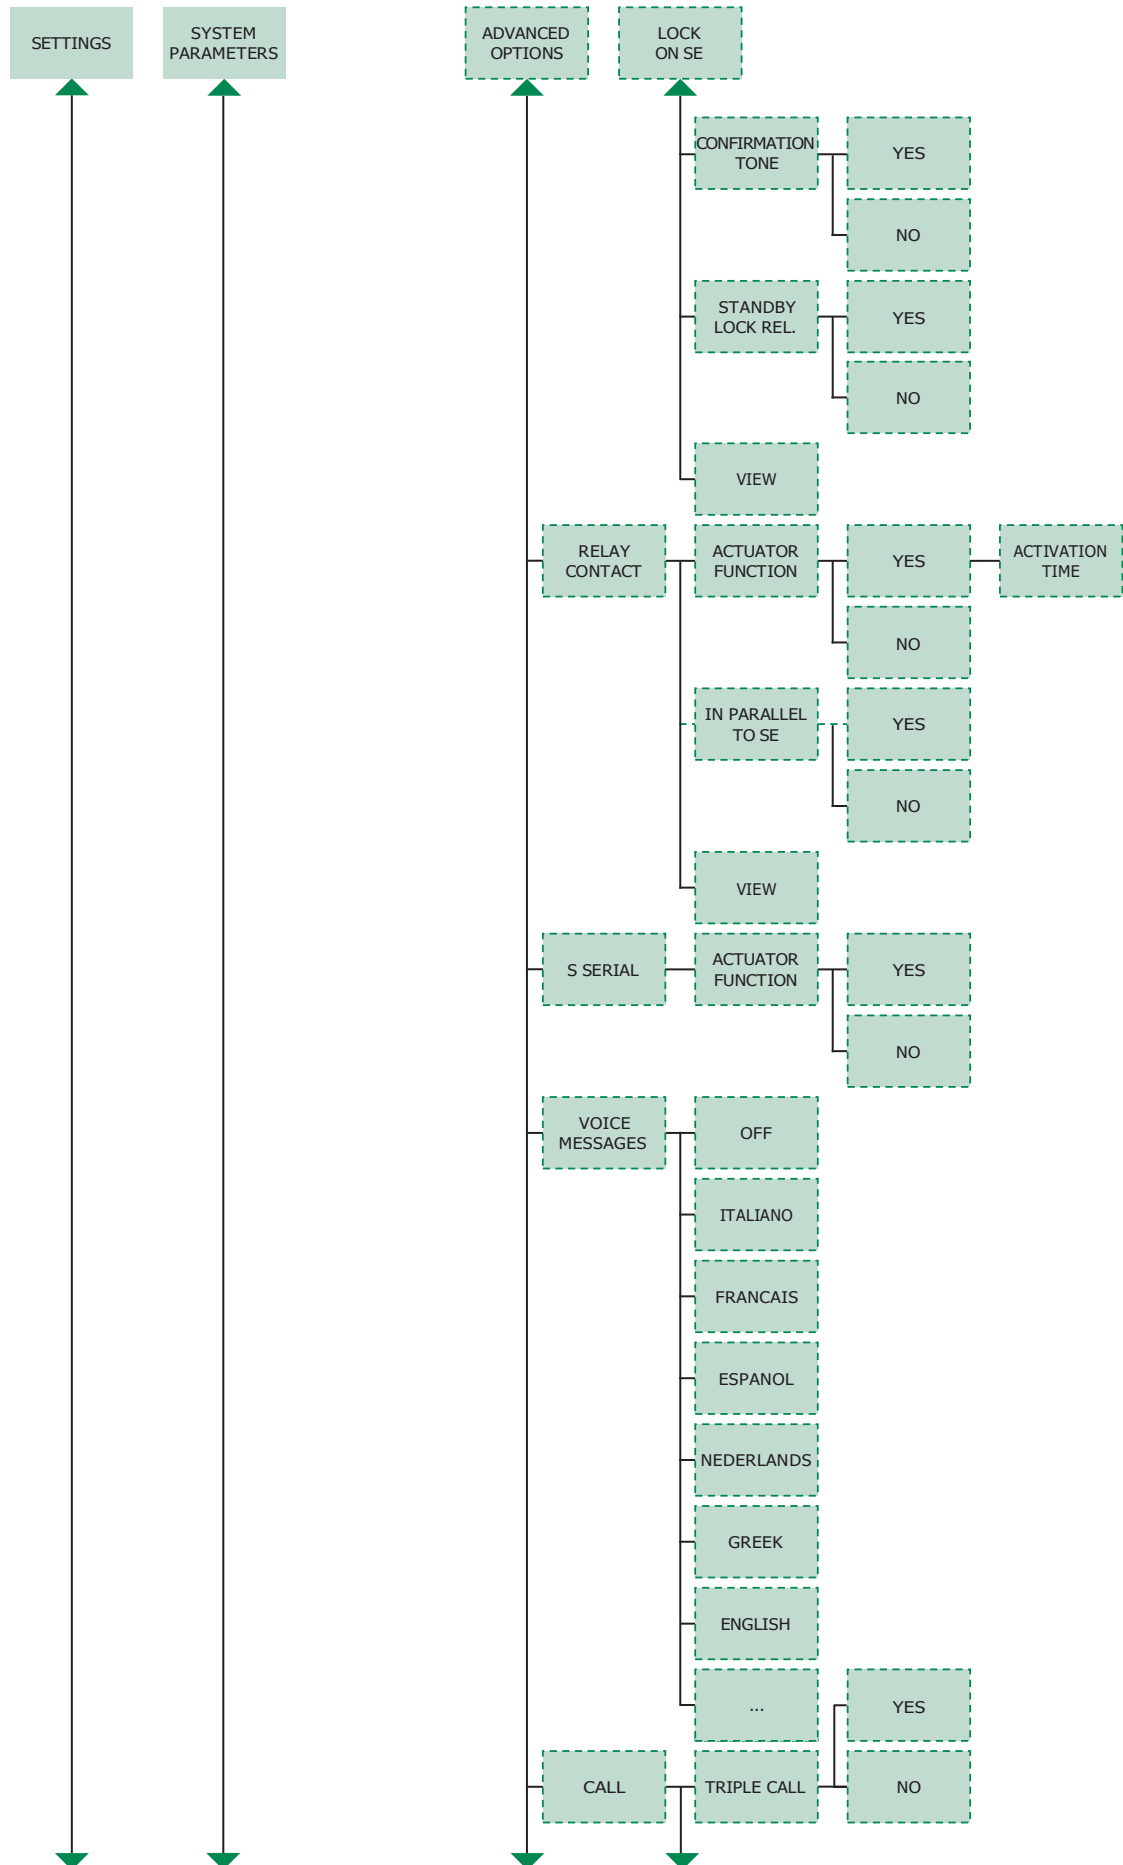 SETTINGS
SYSTEM
PARAMETERS
ADVANCED
OPTIONS
LOCK
ON SE
CONFIRMATION
TONE
YES
NO
STANDBY
LOCK REL.
YES
NO
VIEW
RELAY
CONTACT
ACTUATOR
FUNCTION
YES
ACTIVATION
TIME
NO
IN PARALLEL
TO SE
YES
NO
VIEW
S SERIAL
ACTUATOR
FUNCTION
YES
NO
VOICE
MESSAGES
OFF
ITALIANO
FRANCAIS
ESPANOL
NEDERLANDS
GREEK
ENGLISH
...
YES
CALL
TRIPLE CALL
NO